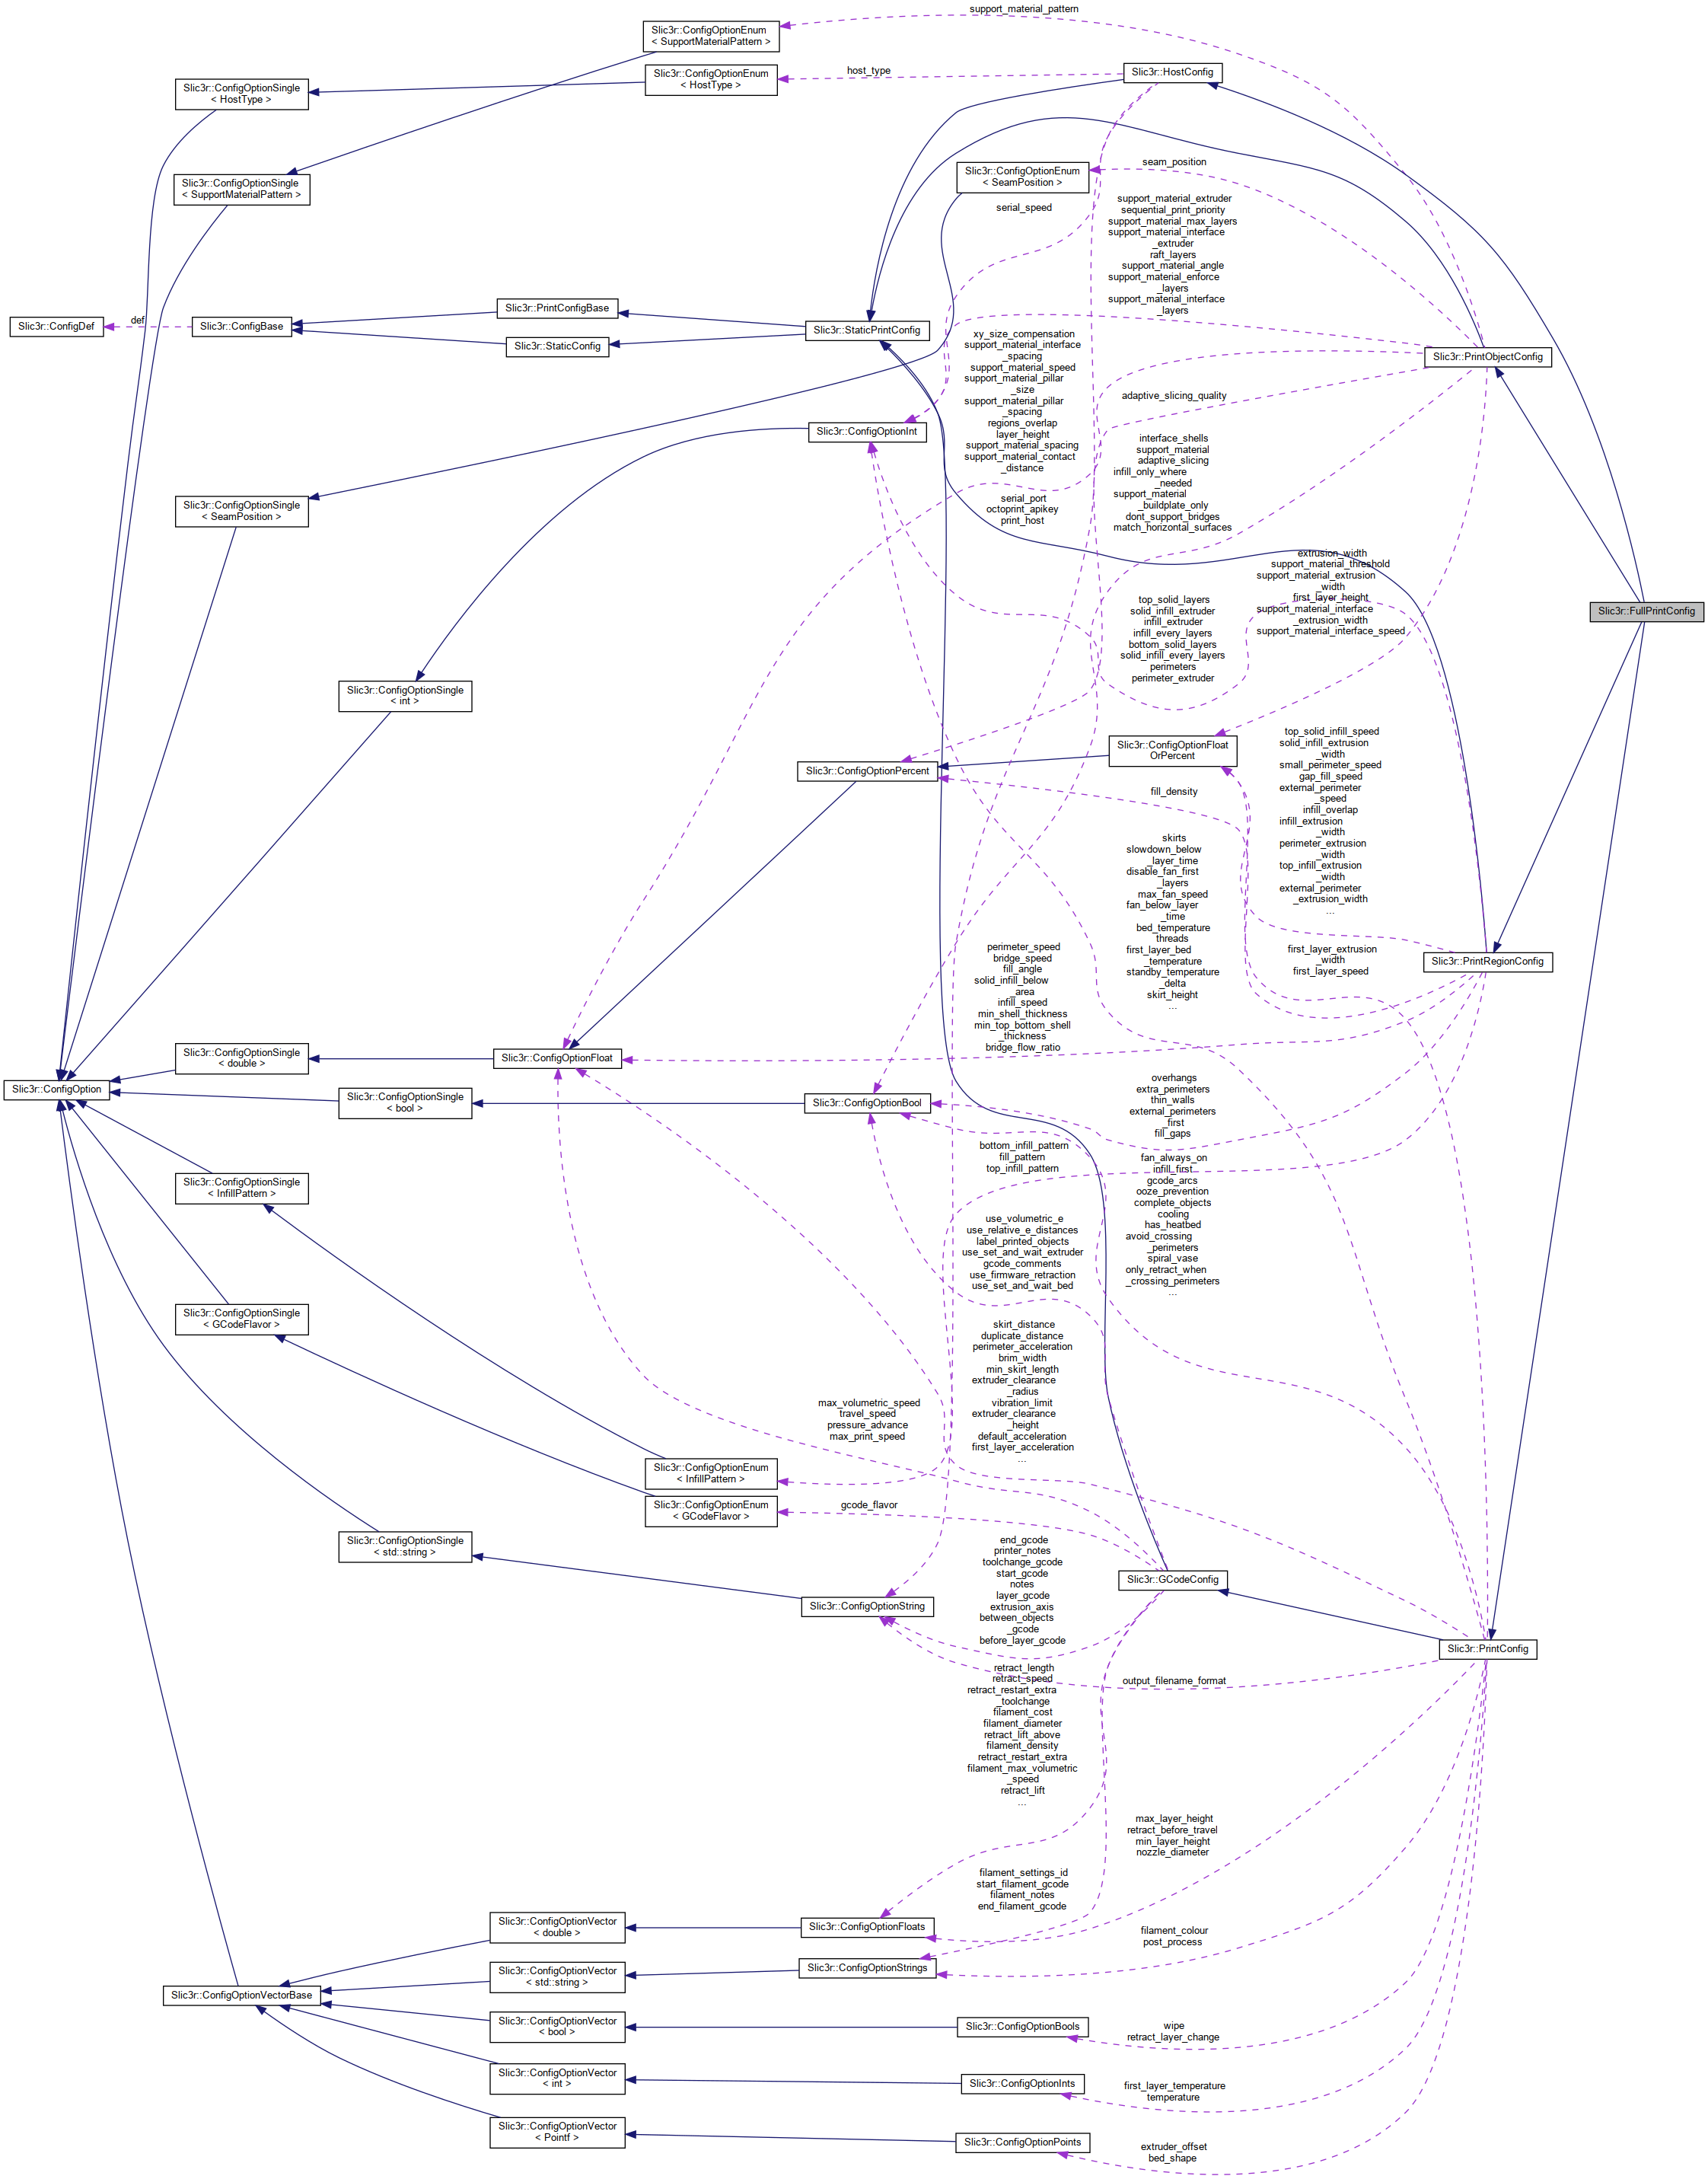 support_material_pattern
Slic3r::ConfigOptionEnum
< SupportMaterialPattern >
Slic3r::ConfigOptionEnum
< HostType >
host_type
Slic3r::HostConfig
Slic3r::ConfigOptionSingle
< HostType >
Slic3r::ConfigOptionSingle
< SupportMaterialPattern >
Slic3r::ConfigOptionEnum
< SeamPosition >
seam_position
serial_speed
support_material_extruder
sequential_print_priority
support_material_max_layers
support_material_interface
_extruder
raft_layers
support_material_angle
support_material_enforce
_layers
support_material_interface
_layers
Slic3r::ConfigDef
def
Slic3r::ConfigBase
Slic3r::PrintConfigBase
Slic3r::StaticConfig
Slic3r::StaticPrintConfig
Slic3r::PrintObjectConfig
xy_size_compensation
support_material_interface
_spacing
support_material_speed
support_material_pillar
_size
support_material_pillar
_spacing
regions_overlap
layer_height
support_material_spacing
support_material_contact
_distance
adaptive_slicing_quality
Slic3r::ConfigOptionInt
interface_shells
support_material
adaptive_slicing
infill_only_where
_needed
support_material
_buildplate_only
dont_support_bridges
match_horizontal_surfaces
serial_port
octoprint_apikey
print_host
Slic3r::ConfigOptionSingle
< SeamPosition >
extrusion_width
support_material_threshold
support_material_extrusion
_width
first_layer_height
support_material_interface
_extrusion_width
support_material_interface_speed
Slic3r::FullPrintConfig
top_solid_layers
solid_infill_extruder
infill_extruder
infill_every_layers
bottom_solid_layers
solid_infill_every_layers
perimeters
perimeter_extruder
Slic3r::ConfigOptionSingle
< int >
Slic3r::ConfigOptionFloat
OrPercent
Slic3r::ConfigOptionPercent
fill_density
top_solid_infill_speed
solid_infill_extrusion
_width
small_perimeter_speed
gap_fill_speed
external_perimeter
_speed
infill_overlap
infill_extrusion
_width
perimeter_extrusion
_width
top_infill_extrusion
_width
external_perimeter
_extrusion_width
...
skirts
slowdown_below
_layer_time
disable_fan_first
_layers
max_fan_speed
fan_below_layer
_time
bed_temperature
threads
first_layer_bed
_temperature
standby_temperature
_delta
skirt_height
...
first_layer_extrusion
_width
first_layer_speed
Slic3r::PrintRegionConfig
perimeter_speed
bridge_speed
fill_angle
solid_infill_below
_area
infill_speed
min_shell_thickness
min_top_bottom_shell
_thickness
bridge_flow_ratio
Slic3r::ConfigOptionSingle
< double >
Slic3r::ConfigOptionFloat
Slic3r::ConfigOption
Slic3r::ConfigOptionSingle
< bool >
Slic3r::ConfigOptionBool
overhangs
extra_perimeters
thin_walls
external_perimeters
_first
fill_gaps
bottom_infill_pattern
fill_pattern
top_infill_pattern
fan_always_on
infill_first
gcode_arcs
ooze_prevention
complete_objects
cooling
has_heatbed
avoid_crossing
_perimeters
spiral_vase
only_retract_when
_crossing_perimeters
...
Slic3r::ConfigOptionSingle
< InfillPattern >
use_volumetric_e
use_relative_e_distances
label_printed_objects
use_set_and_wait_extruder
gcode_comments
use_firmware_retraction
use_set_and_wait_bed
Slic3r::ConfigOptionSingle
< GCodeFlavor >
skirt_distance
duplicate_distance
perimeter_acceleration
brim_width
min_skirt_length
extruder_clearance
_radius
vibration_limit
extruder_clearance
_height
default_acceleration
first_layer_acceleration
...
max_volumetric_speed
travel_speed
pressure_advance
max_print_speed
Slic3r::ConfigOptionEnum
< InfillPattern >
Slic3r::ConfigOptionEnum
< GCodeFlavor >
gcode_flavor
Slic3r::ConfigOptionSingle
< std::string >
end_gcode
printer_notes
toolchange_gcode
start_gcode
notes
layer_gcode
extrusion_axis
between_objects
_gcode
before_layer_gcode
Slic3r::GCodeConfig
Slic3r::ConfigOptionString
Slic3r::PrintConfig
output_filename_format
retract_length
retract_speed
retract_restart_extra
_toolchange
filament_cost
filament_diameter
retract_lift_above
filament_density
retract_restart_extra
filament_max_volumetric
_speed
retract_lift
...
max_layer_height
retract_before_travel
min_layer_height
nozzle_diameter
filament_settings_id
start_filament_gcode
filament_notes
end_filament_gcode
Slic3r::ConfigOptionVector
< double >
Slic3r::ConfigOptionFloats
filament_colour
post_process
Slic3r::ConfigOptionVector
< std::string >
Slic3r::ConfigOptionStrings
Slic3r::ConfigOptionVectorBase
Slic3r::ConfigOptionVector
< bool >
Slic3r::ConfigOptionBools
wipe
retract_layer_change
Slic3r::ConfigOptionVector
< int >
Slic3r::ConfigOptionInts
first_layer_temperature
temperature
Slic3r::ConfigOptionVector
< Pointf >
Slic3r::ConfigOptionPoints
extruder_offset
bed_shape